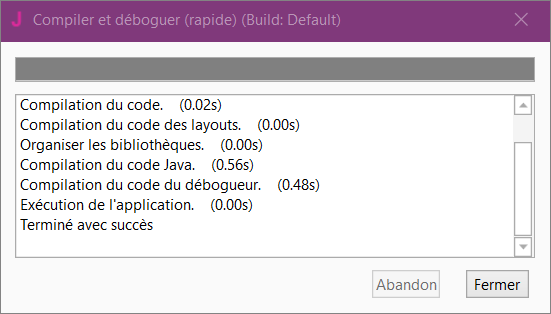 J Compiler et déboguer (rapide) (Build: Default)
Compilation du code. (0.02s)
Compilation du code des layouts. (0.00s)
Organiser les bibliothèques. (0.00s)
Compilation du code Java. (0.56s)
Compilation du code du débogueur. (0.48s)
Exécution de l'application. (0.00s)
Terminé avec succès
Abandon Fermer